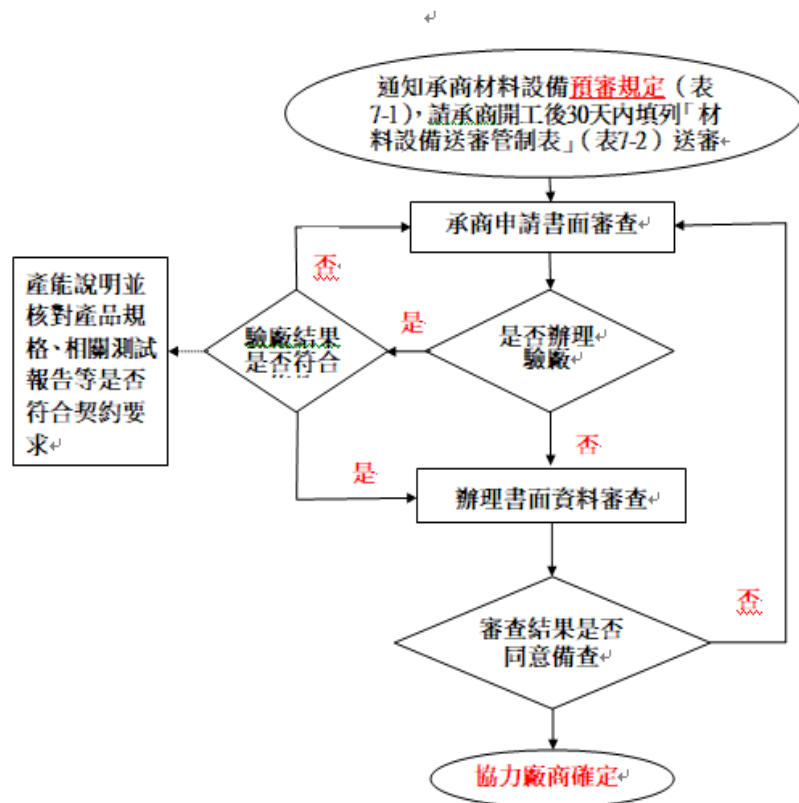 通知承商材料設備預審規定（表
7-1），請承商開工後30天內填列「材
料設備送審管制表」（表7-2）送審
承商申請書面審查
否
產能說明並
核對產品規
格、相關測試
報告等是否
符合契約要
求
驗廠結果
是否符合
是
是否辦理
驗廠
否
是
辦理書面資料審查
否
審查結果是否
同意備查
協力廠商確定